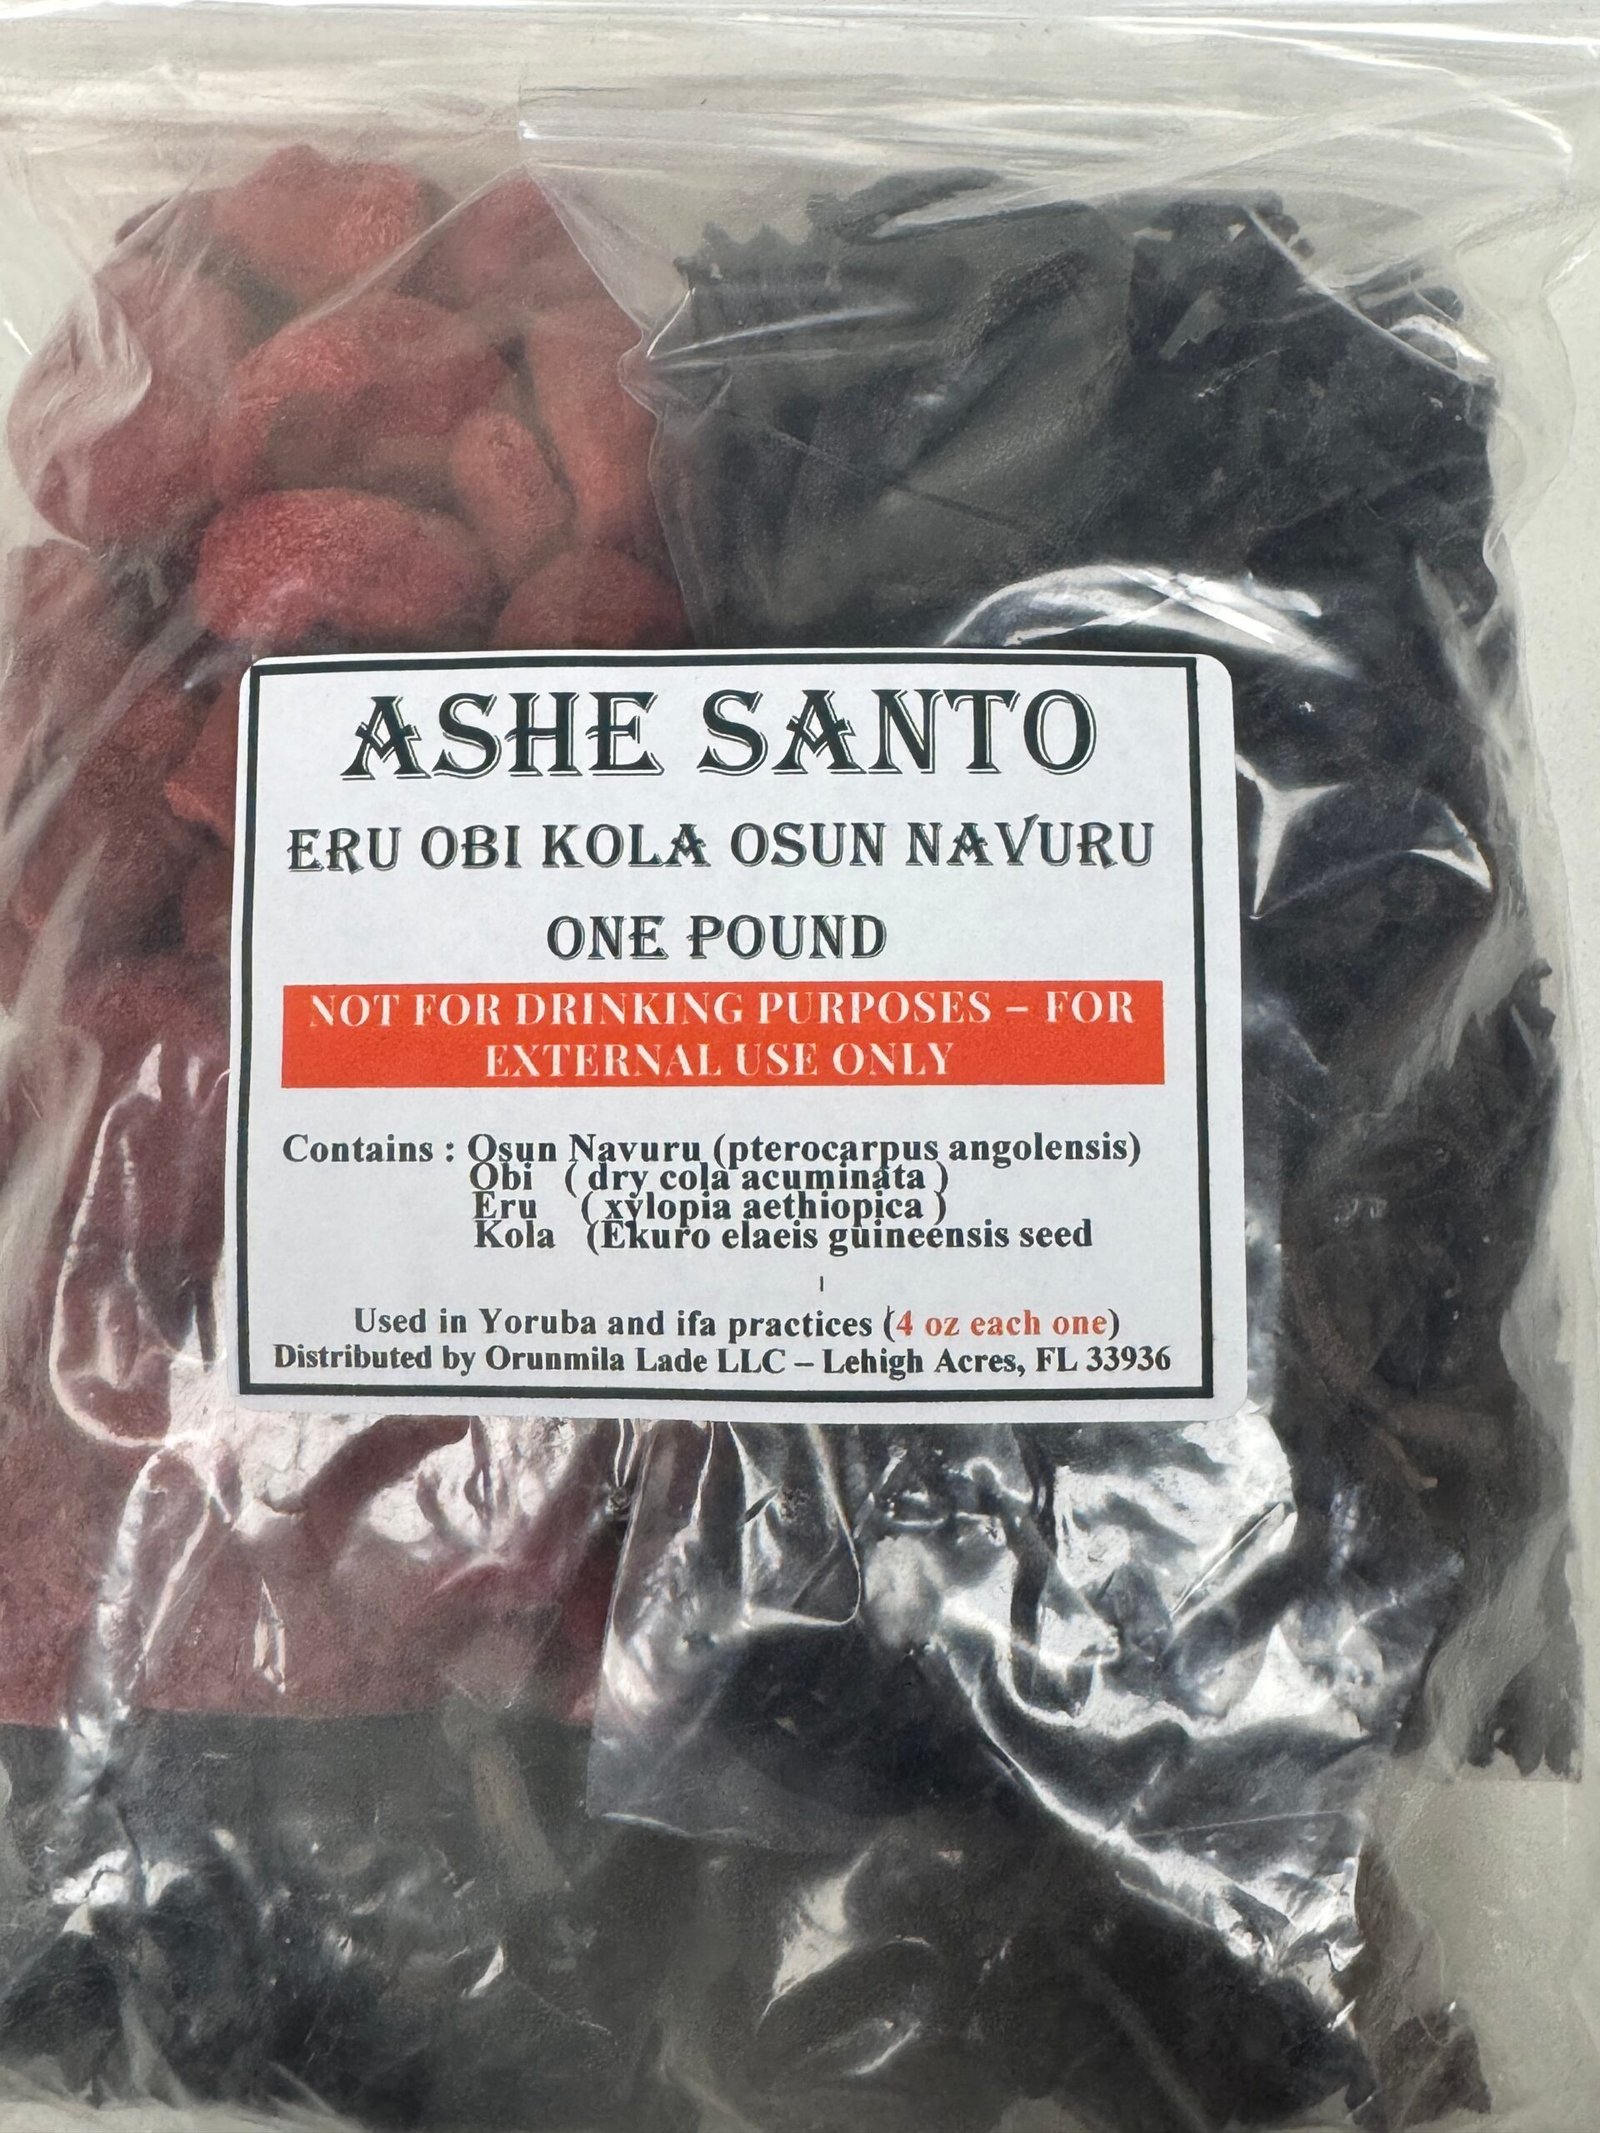 ASHE SANTO
ERU OBI KOLA OSUN NAVURU
ONE POUND
NOT FOR DRINKING PURPOSES – FOR
EXTERNAL USE ONLY
Contains : Osun Navuru (pterocarpus angolensis)
Obi ( dry cola acuminata )
Eru ( xylopia aethiopica )
Kola (Ekuro elaeis guineensis seed
Used in Yoruba and ifa practices (4 oz each one)
Distributed by Orunmila Lade LLC – Lehigh Acres, FL 33936